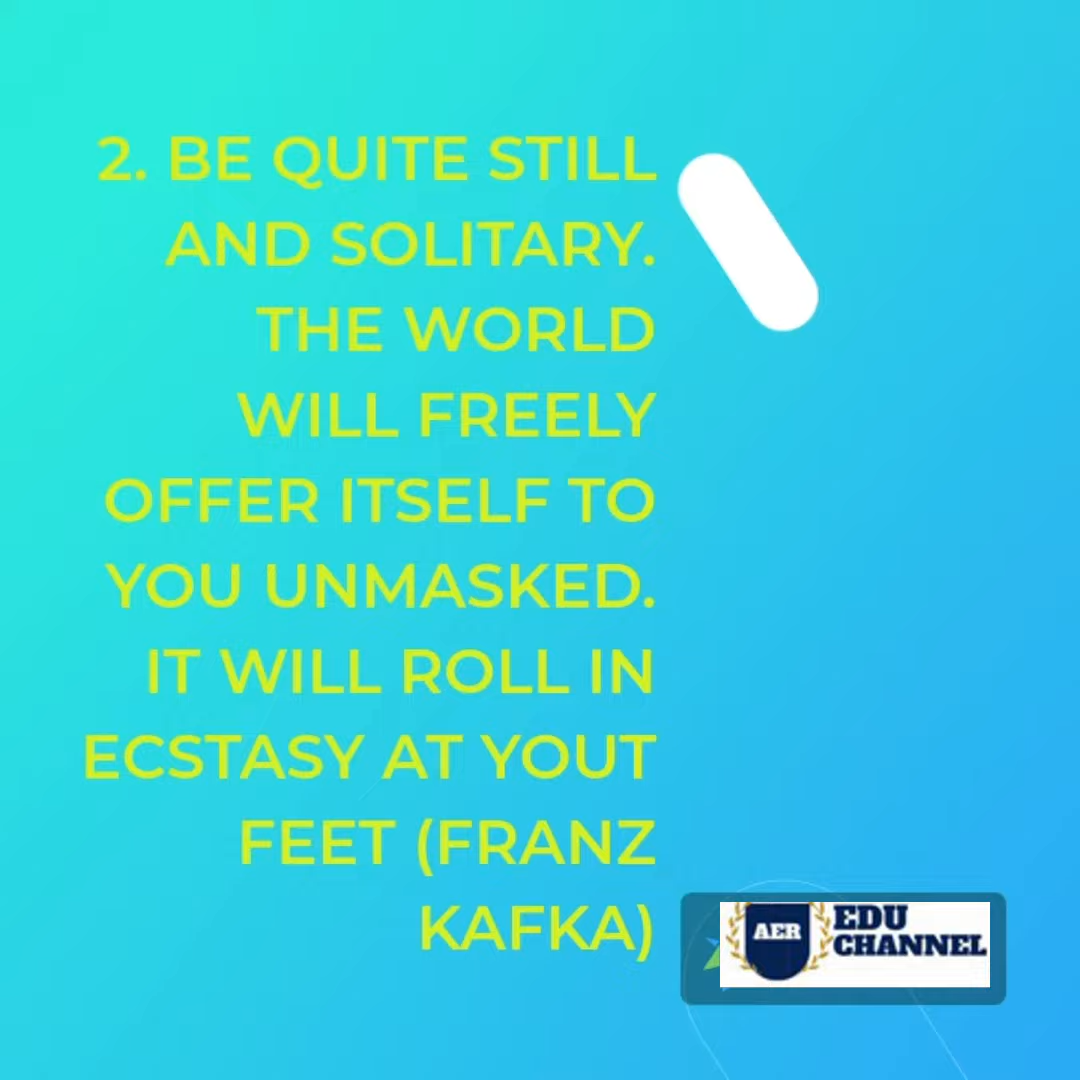 2. BE QUITE STILL
AND SOLITARY.
THE WORLD
WILL FREELY
OFFER ITSELF TO
YOU UNMASKED.
IT WILL ROLL IN
ECSTASY AT YOUT
FEET (FRANZ
KAFKA)
AER
EDU
CHANNEL